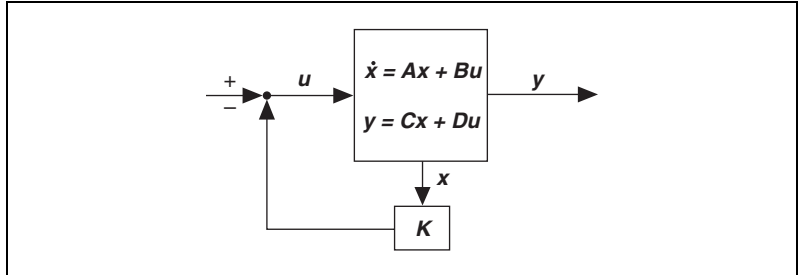 +
−
u
ẋ = Ax + Bu
y = Cx + Du
y
x
K